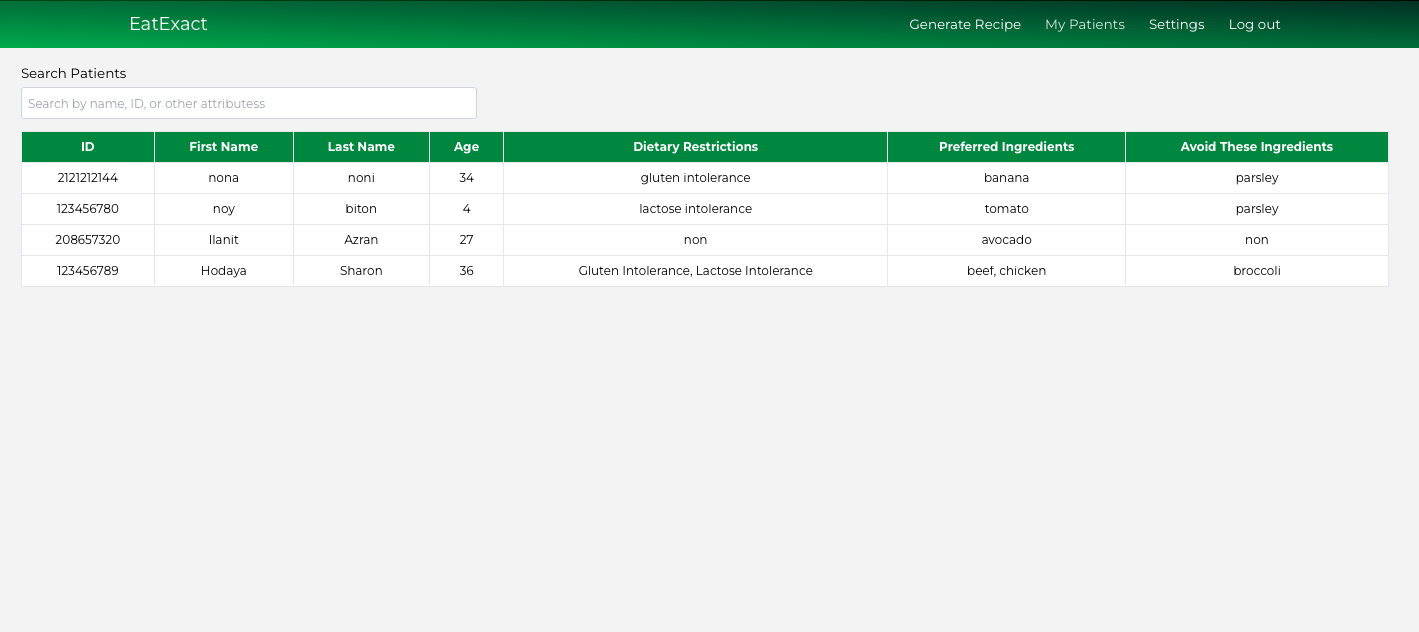 EatExact Generate Recipe My Patients Settings Log out
Search Patients
Search by name, ID, or other attributess
ID First Name Last Name Age Dietary Restrictions Preferred Ingredients Avoid These Ingredients
2121212144 nona noni 34 gluten intolerance banana parsley
123456780 noy biton 4 lactose intolerance tomato parsley
208657320 Ilanit Azran 27 non avocado non
123456789 Hodaya Sharon 36 Gluten Intolerance, Lactose Intolerance beef, chicken broccoli